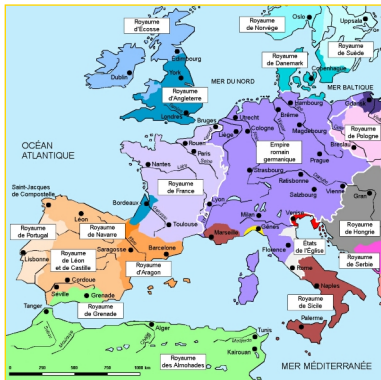 Royaume
d'Ecosse
Royaume
de Norvège
Oslo
Uppsala
Royaume
de Suède
Edimbourg
Royaume
de Danemark
Copenhague
Dublin
York
MER DU NORD
MER BALTIQUE
Royaume
d'Angleterre
Londres
Hambourg
Gdansk
Brême
Utrecht
Bruges
Magdebourg
Royaume
de Pologne
Cologne
Liège
Breslau
Rouen
Empire
romain
germanique
OCÉAN
ATLANTIQUE
Paris
Prague
Nantes
Strasbourg
Ratisbonne
Vienne
Royaume
de France
Salzbourg
Gran
Saint-Jacques
de Compostelle
Bordeaux
Lyon
Milan
Venise
Royaume
de Hongrie
Léon
Royaume
de Navarre
Toulouse
Marseille
Gênes
Royaume
de Portugal
Saragosse
Barcelone
Florence
États
de l'Église
Royaume
de Serbie
Royaume
de Léon
et de Castille
Royaume
d'Aragon
Lisbonne
Rome
Cordoue
Naples
Séville
Grenade
Royaume
de Sicile
Royaume
de Grenade
Tanger
Alger
Palerme
Tunis
Kairouan
Royaume
des Almohades
MER MÉDITERRANÉE
0 500 1000 km